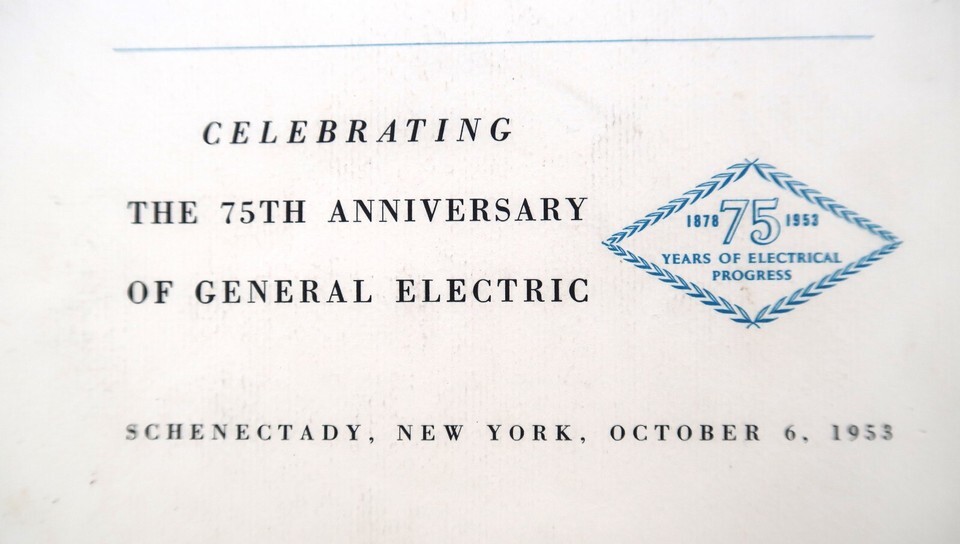 CELEBRATING
THE 75TH ANNIVERSARY
OF GENERAL ELECTRIC
1878 75 1953
YEARS OF ELECTRICAL
PROGRESS
SCHENECTADY, NEW YORK, OCTOBER 6, 1953